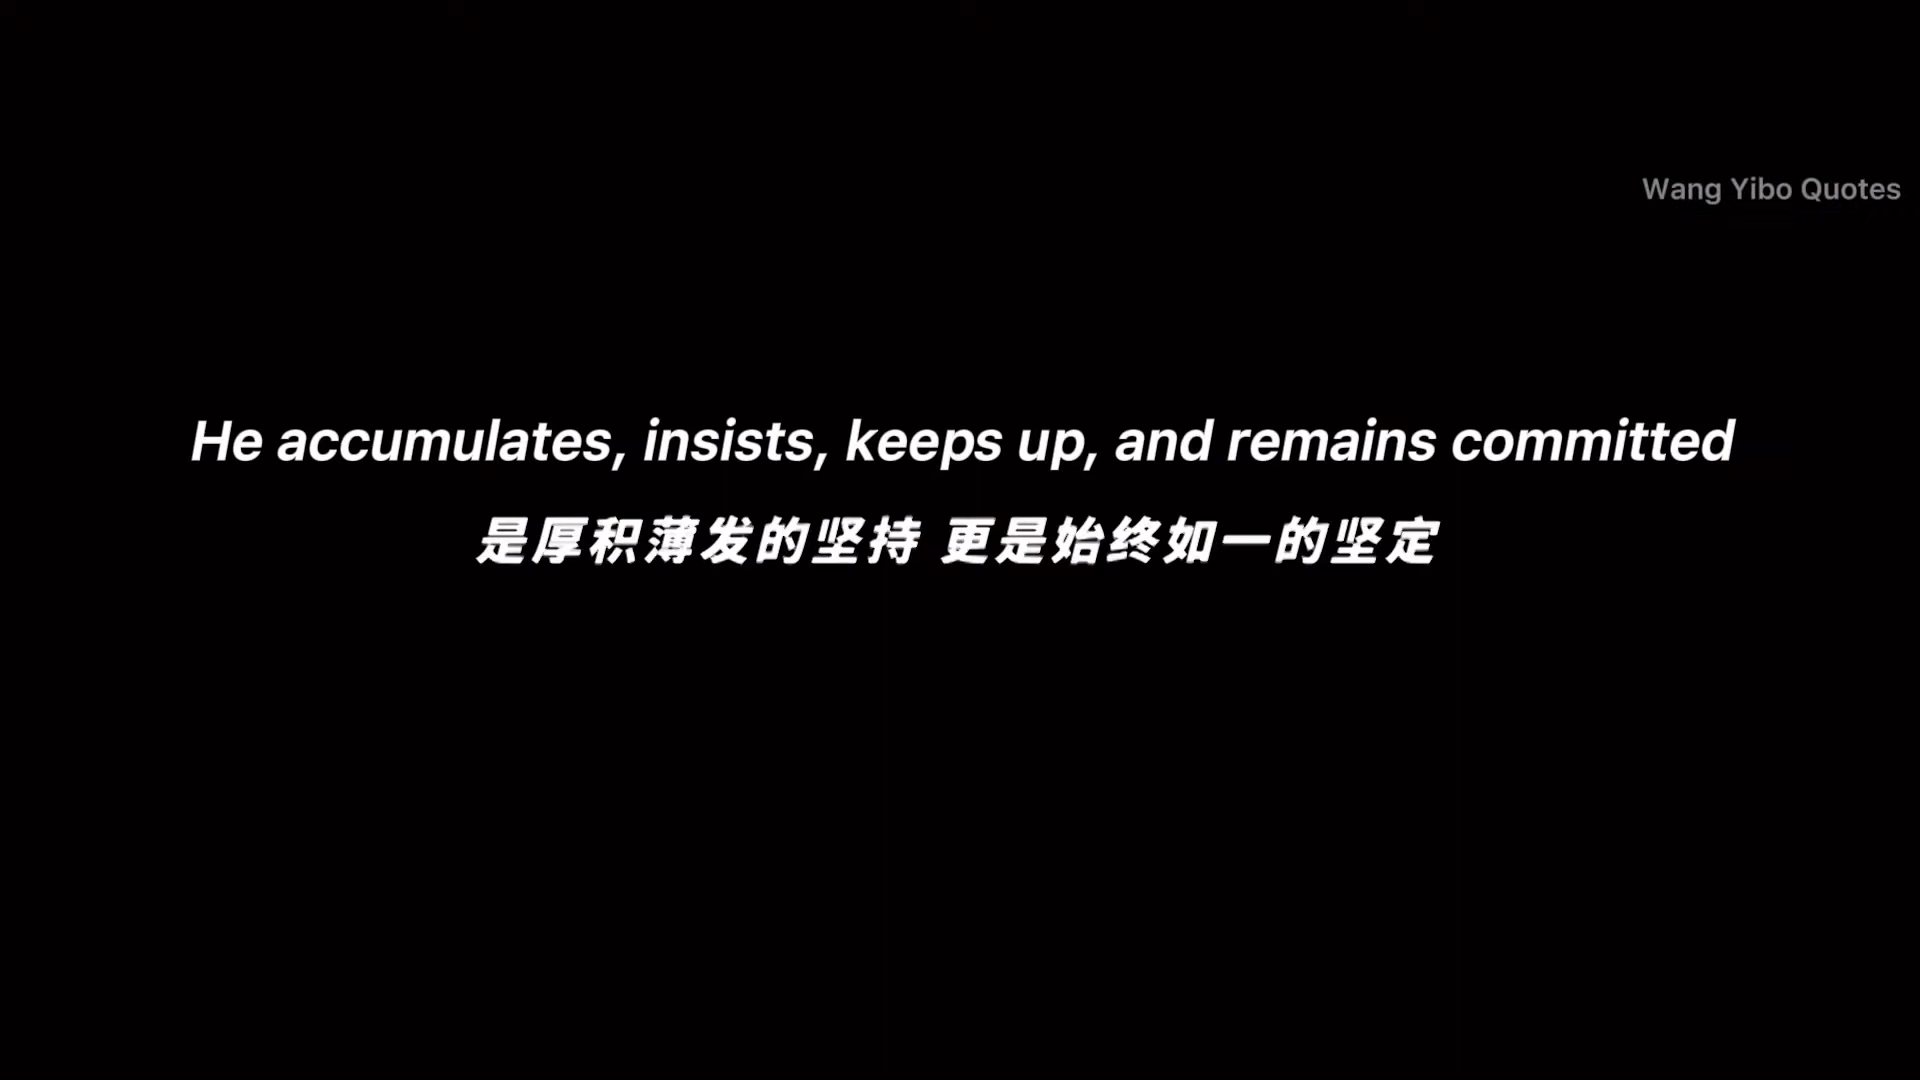 Wang Yibo Quotes
He accumulates, insists, keeps up, and remains committed
是厚积薄发的坚持 更是始终如一的坚定